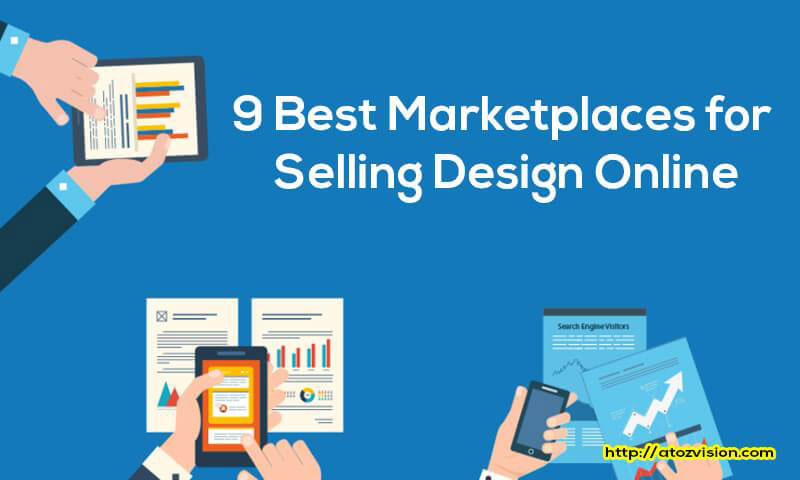 9 Best Marketplaces for
Selling Design Online
Search Engine Visitors
http://atozvision.com